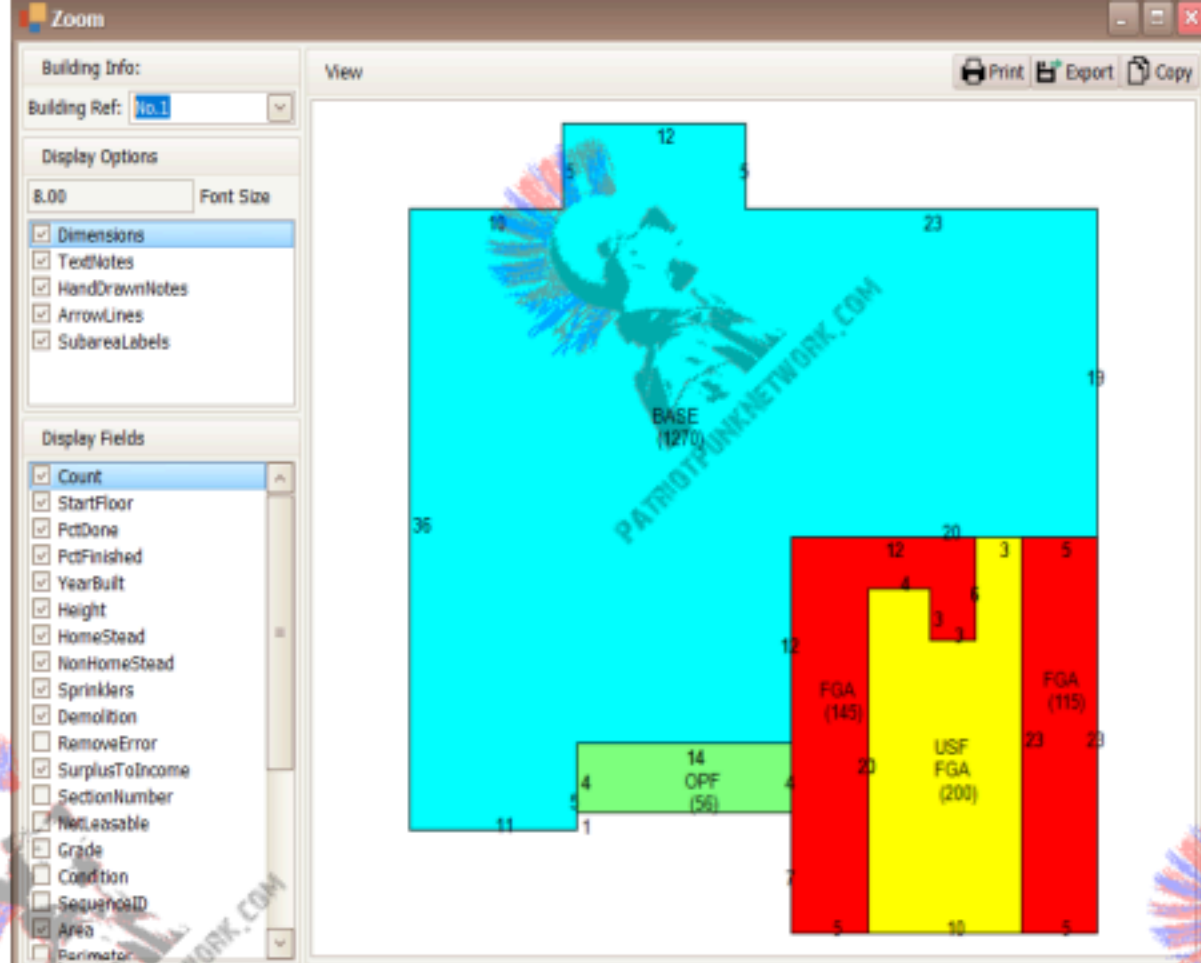 Zoom
Building Info:
Building Ref: No.1
Display Options
8.00 Font Size
Dimensions
TextNotes
HandDrawnNotes
ArrowLines
SubareaLabels
Display Fields
Count
StartFloor
PctDone
PctFinished
YearBuilt
Height
HomeStead
NonHomeStead
Sprinklers
Demolition
RemoveError
SurplusToIncome
SectionNumber
NetLeasable
Grade
Condition
SequenceID
Area
Perimeter
View
Print Export Copy
12
5 5
10 23
19
BASE
(1270)
PATRIOTPUNKNETWORK.COM
36
20
12 3 5
4 6
3
3
12
FGA
(145)
FGA
(115)
14
OPF
(56)
4 4
5
11 1
USF
FGA
(200)
20 23 23
7
5 10 5